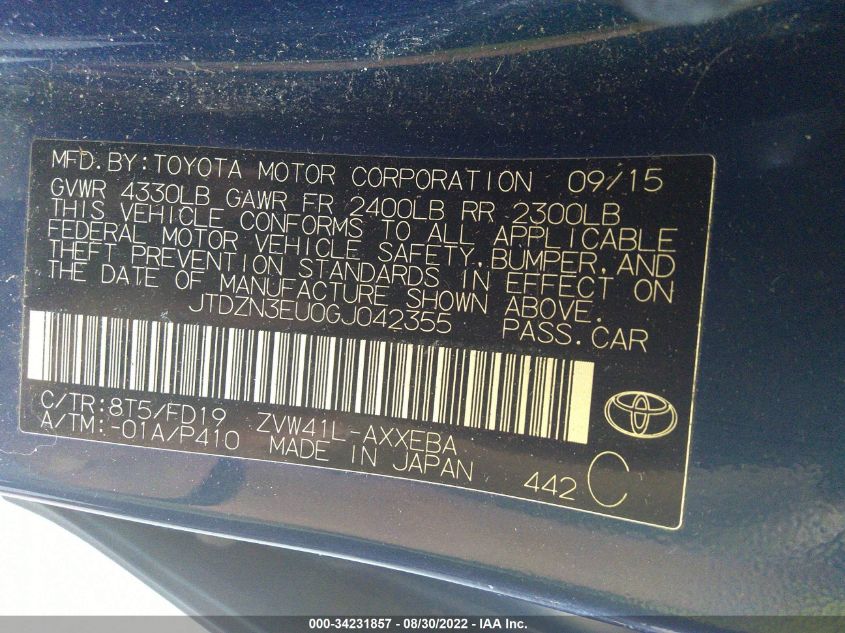 MFD.BY:TOYOTA MOTOR CORPORATION 09/15
GVWR 4330LB GAWR FR 2400LB RR 2300LB
THIS VEHICLE CONFORMS TO ALL APPLICABLE
FEDERAL MOTOR VEHICLE SAFETY,BUMPER,AND
THEFT PREVENTION STANDARDS IN EFFECT ON
THE DATE OF MANUFACTURE SHOWN ABOVE.
JTDZN3EU0GJ042355 PASS.CAR
C/TR:8T5/FD19 ZVW41L-AXXEBA
A/TM:-01A/P410 MADE IN JAPAN
442 C
000-34231857 - 08/30/2022 - IAA Inc.